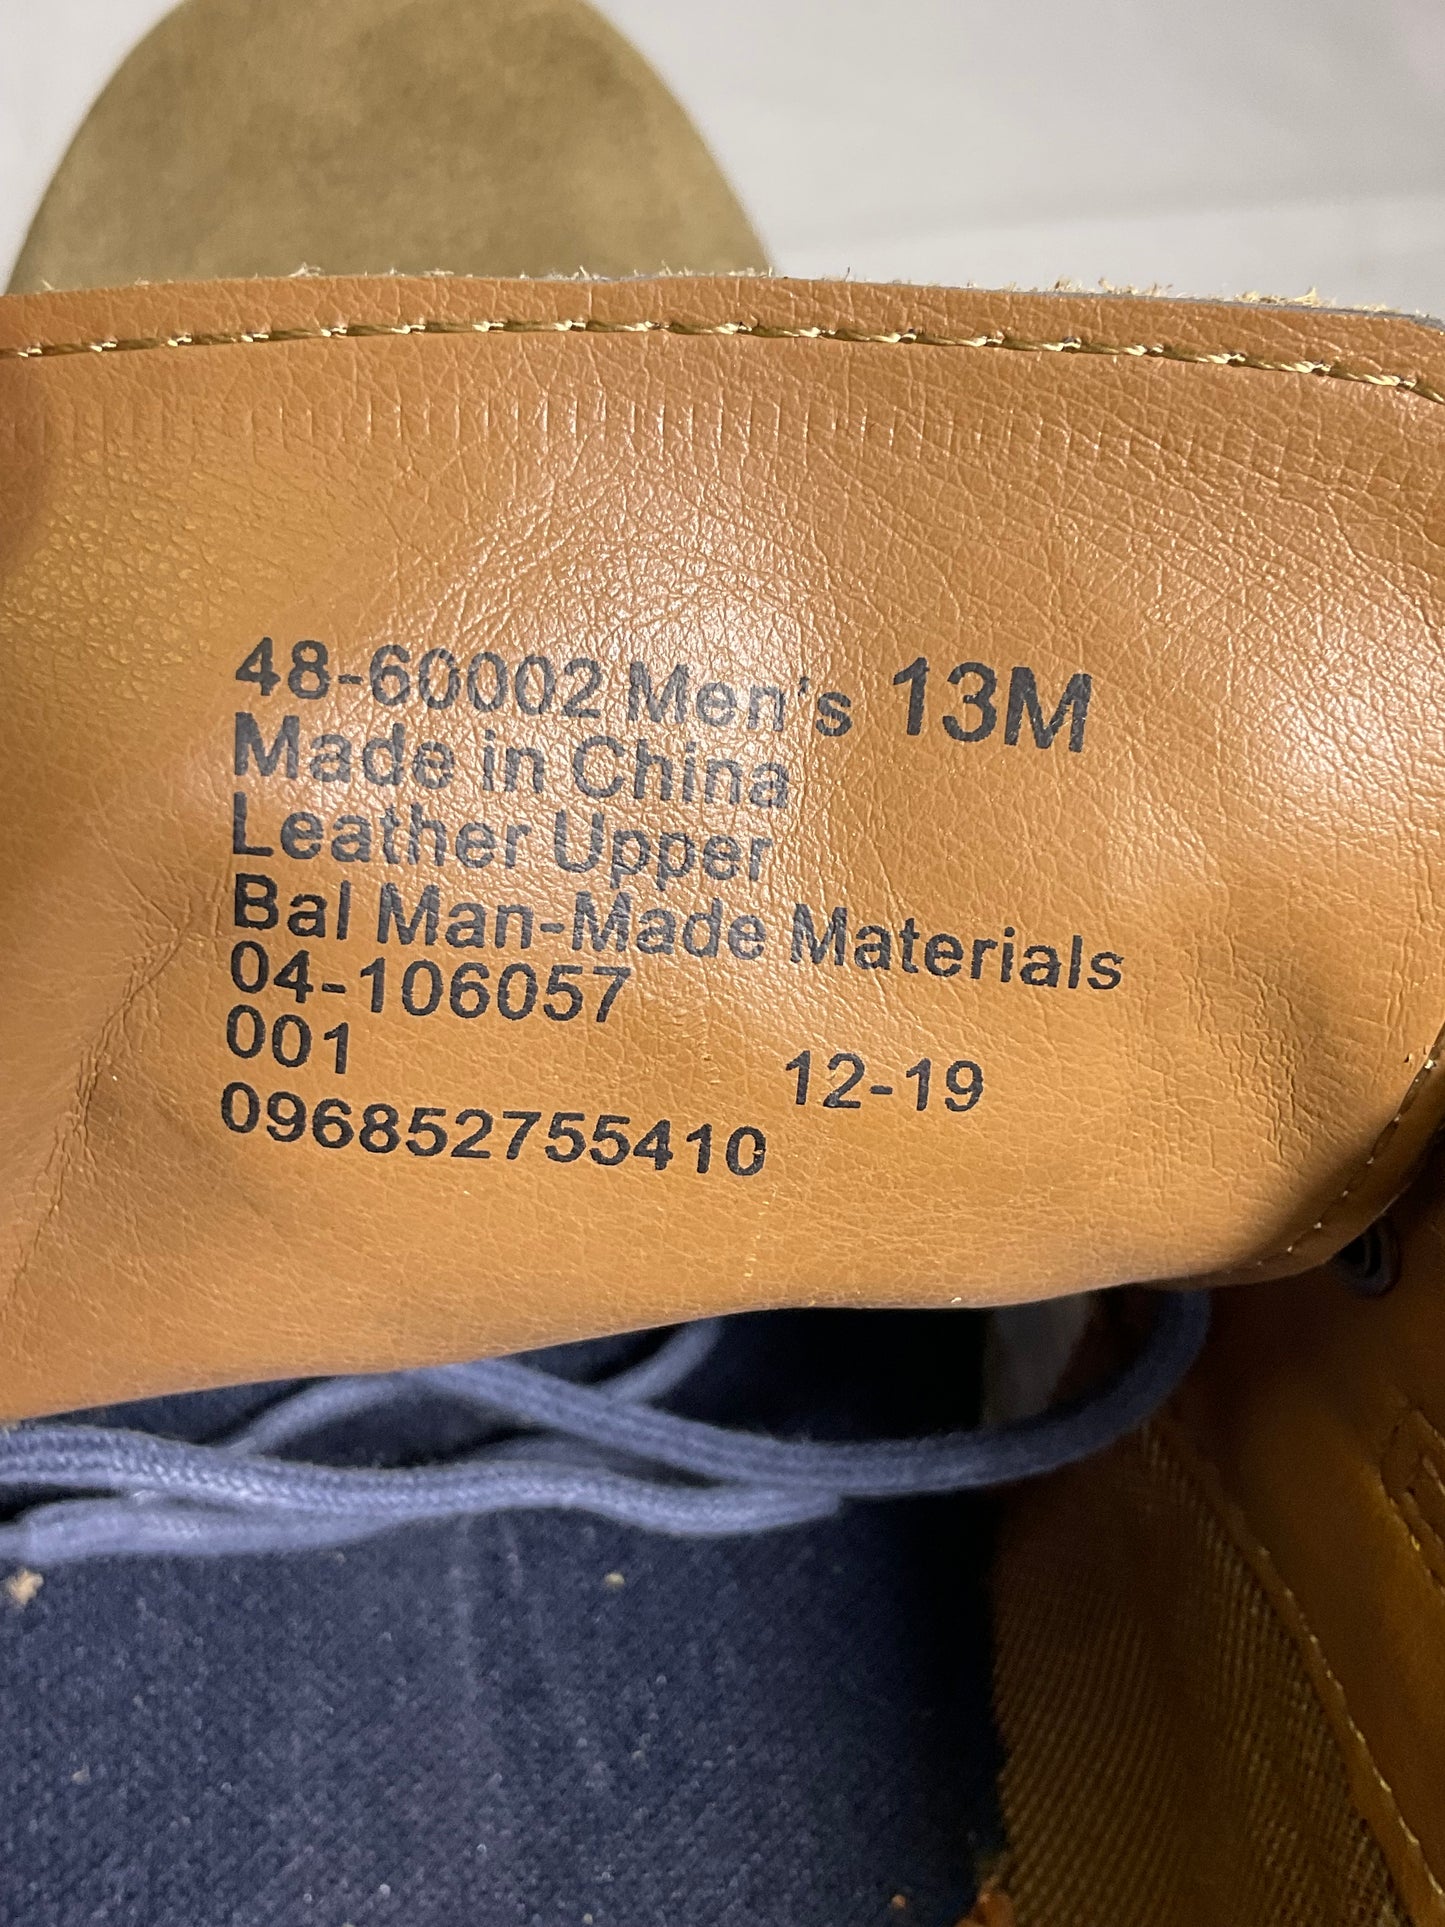 48-60002 Men's 13M
Made in China
Leather Upper
Bal Man-Made Materials
04-106057
001 12-19
096852755410